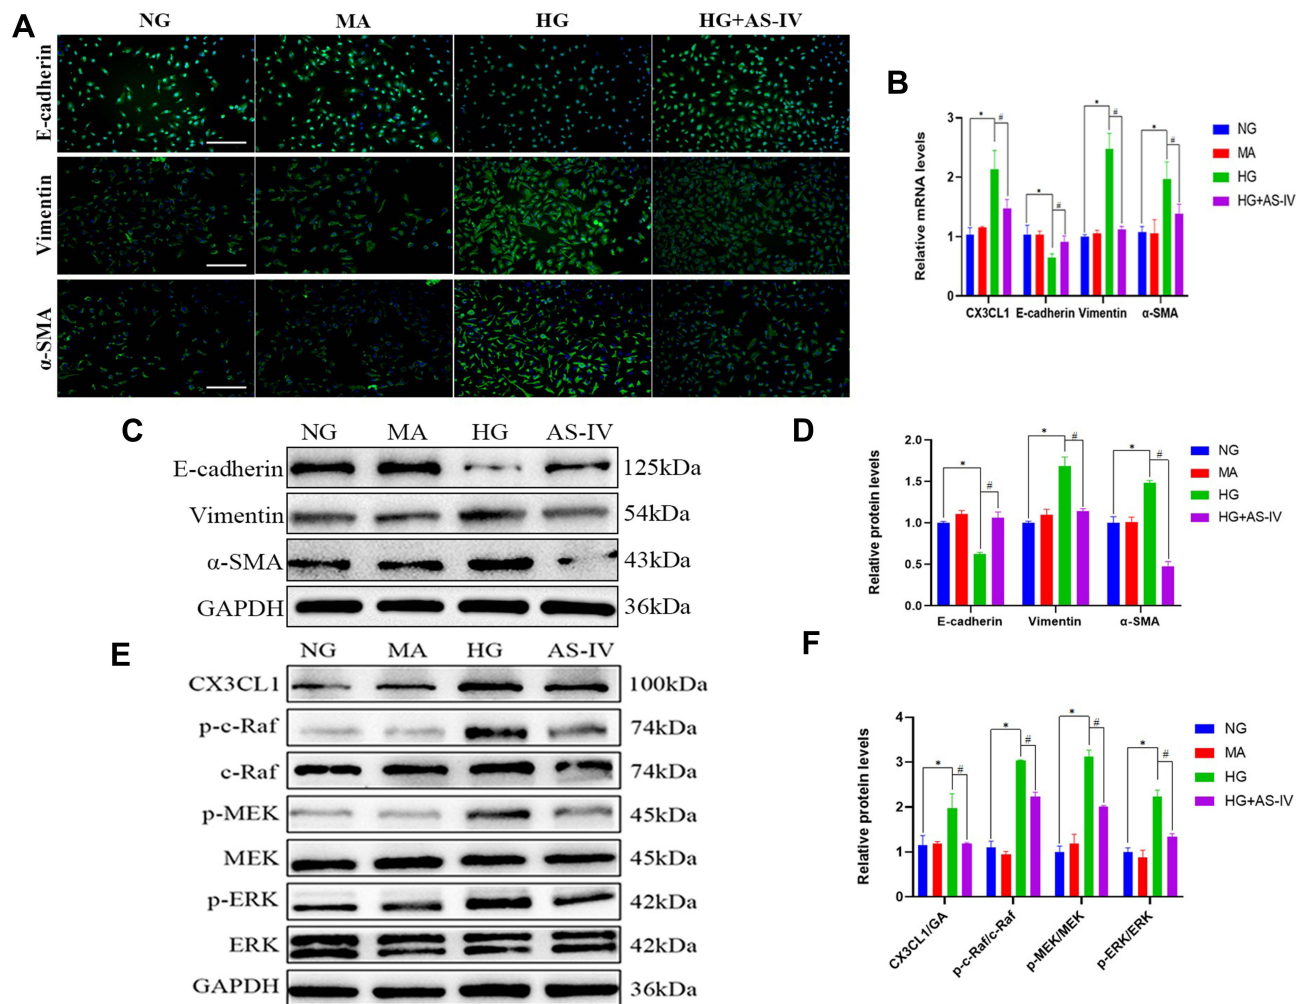 A
NG MA HG HG+AS-IV
E-cadherin
Vimentin
α-SMA
B
Relative mRNA levels
3
2
1
0
* # * # * # * #
CX3CL1 E-cadherin Vimentin α-SMA
NG
MA
HG
HG+AS-IV
C
NG MA HG AS-IV
E-cadherin 125kDa
Vimentin 54kDa
α-SMA 43kDa
GAPDH 36kDa
D
Relative protein levels
2.0
1.5
1.0
0.5
0.0
* # * # * #
E-cadherin Vimentin α-SMA
NG
MA
HG
HG+AS-IV
E
NG MA HG AS-IV
CX3CL1 100kDa
p-c-Raf 74kDa
c-Raf 74kDa
p-MEK 45kDa
MEK 45kDa
p-ERK 42kDa
ERK 42kDa
GAPDH 36kDa
F
Relative protein levels
4
3
2
1
0
* # * # * # * #
CX3CL1/GA p-c-Raf/c-Raf p-MEK/MEK p-ERK/ERK
NG
MA
HG
HG+AS-IV